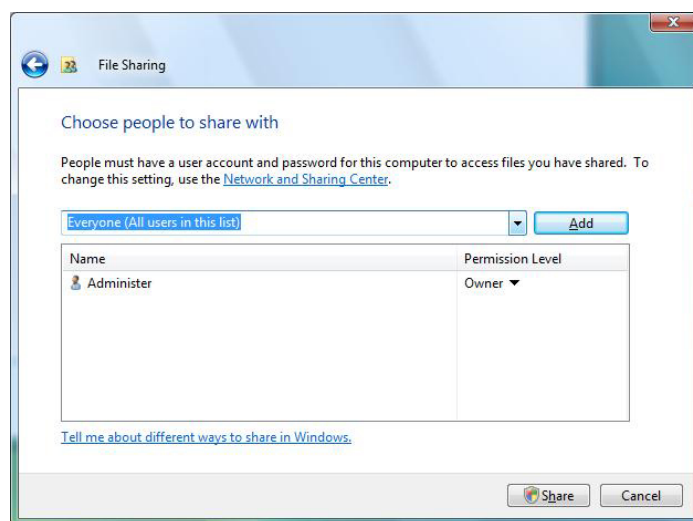 File Sharing
Choose people to share with
People must have a user account and password for this computer to access files you have shared. To
change this setting, use the Network and Sharing Center.
Everyone (All users in this list)
Add
Name Permission Level
Administer Owner
Tell me about different ways to share in Windows.
Share Cancel